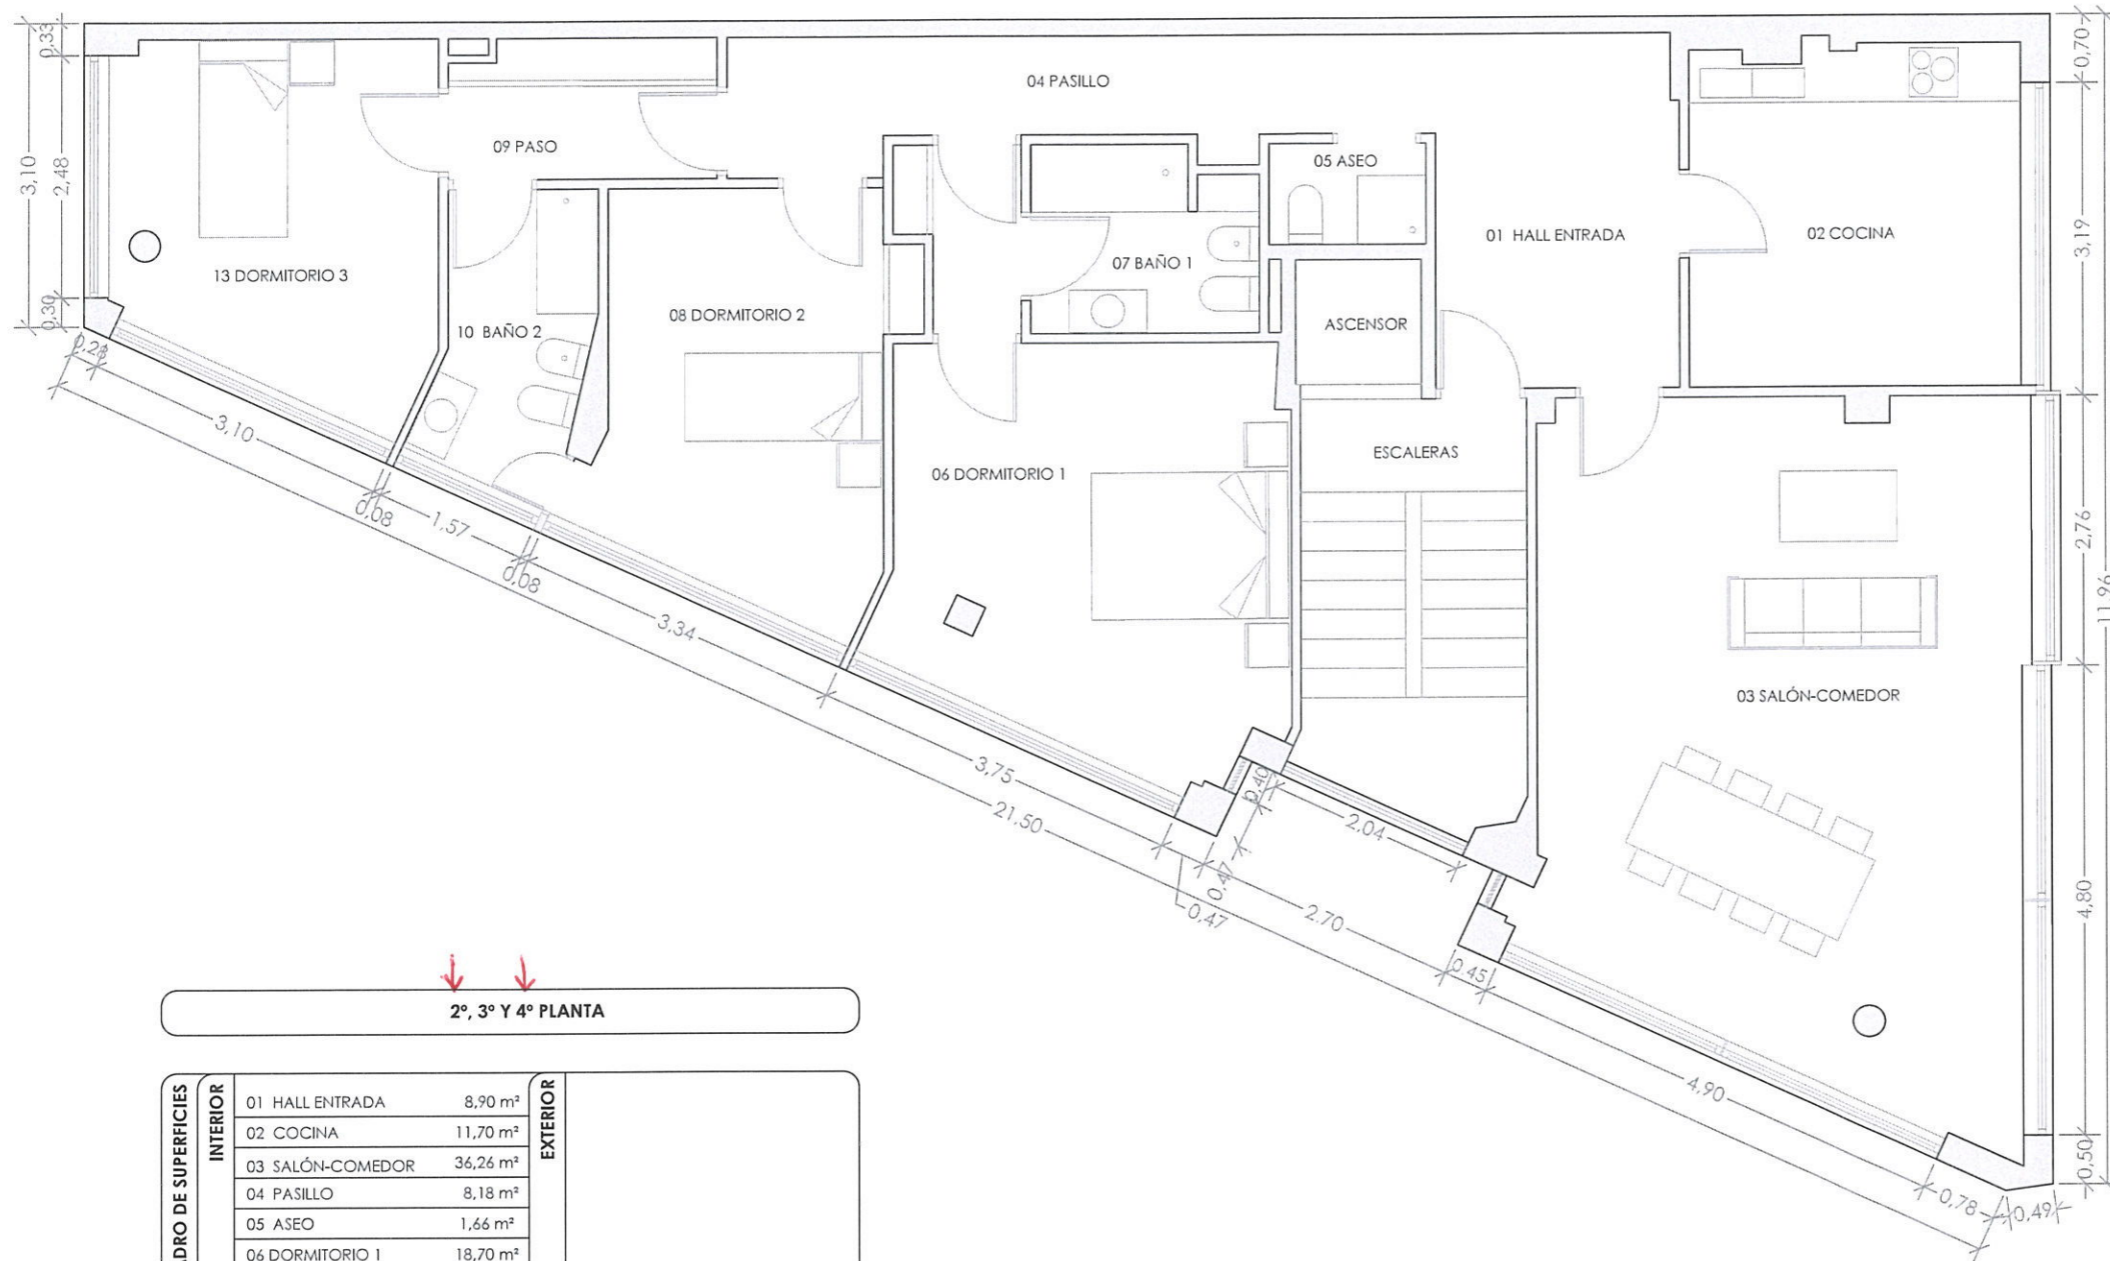 0,33
0,70
04 PASILLO
09 PASO
05 ASEO
3,10
2,48
3,19
01 HALL ENTRADA
02 COCINA
07 BAÑO 1
13 DORMITORIO 3
0,30
08 DORMITORIO 2
10 BAÑO 2
ASCENSOR
0,28
3,10
ESCALERAS
06 DORMITORIO 1
0,08
1,57
2,76
0,08
11,96
3,34
03 SALÓN-COMEDOR
3,75
0,40
21,50
2,04
0,47
0,47
2,70
4,80
0,45
2º, 3º Y 4º PLANTA
4,90
CUADRO DE SUPERFICIES
INTERIOR
01 HALL ENTRADA 8,90 m²
02 COCINA 11,70 m²
03 SALÓN-COMEDOR 36,26 m²
04 PASILLO 8,18 m²
05 ASEO 1,66 m²
06 DORMITORIO 1 18,70 m²
EXTERIOR
0,50
0,78
0,49